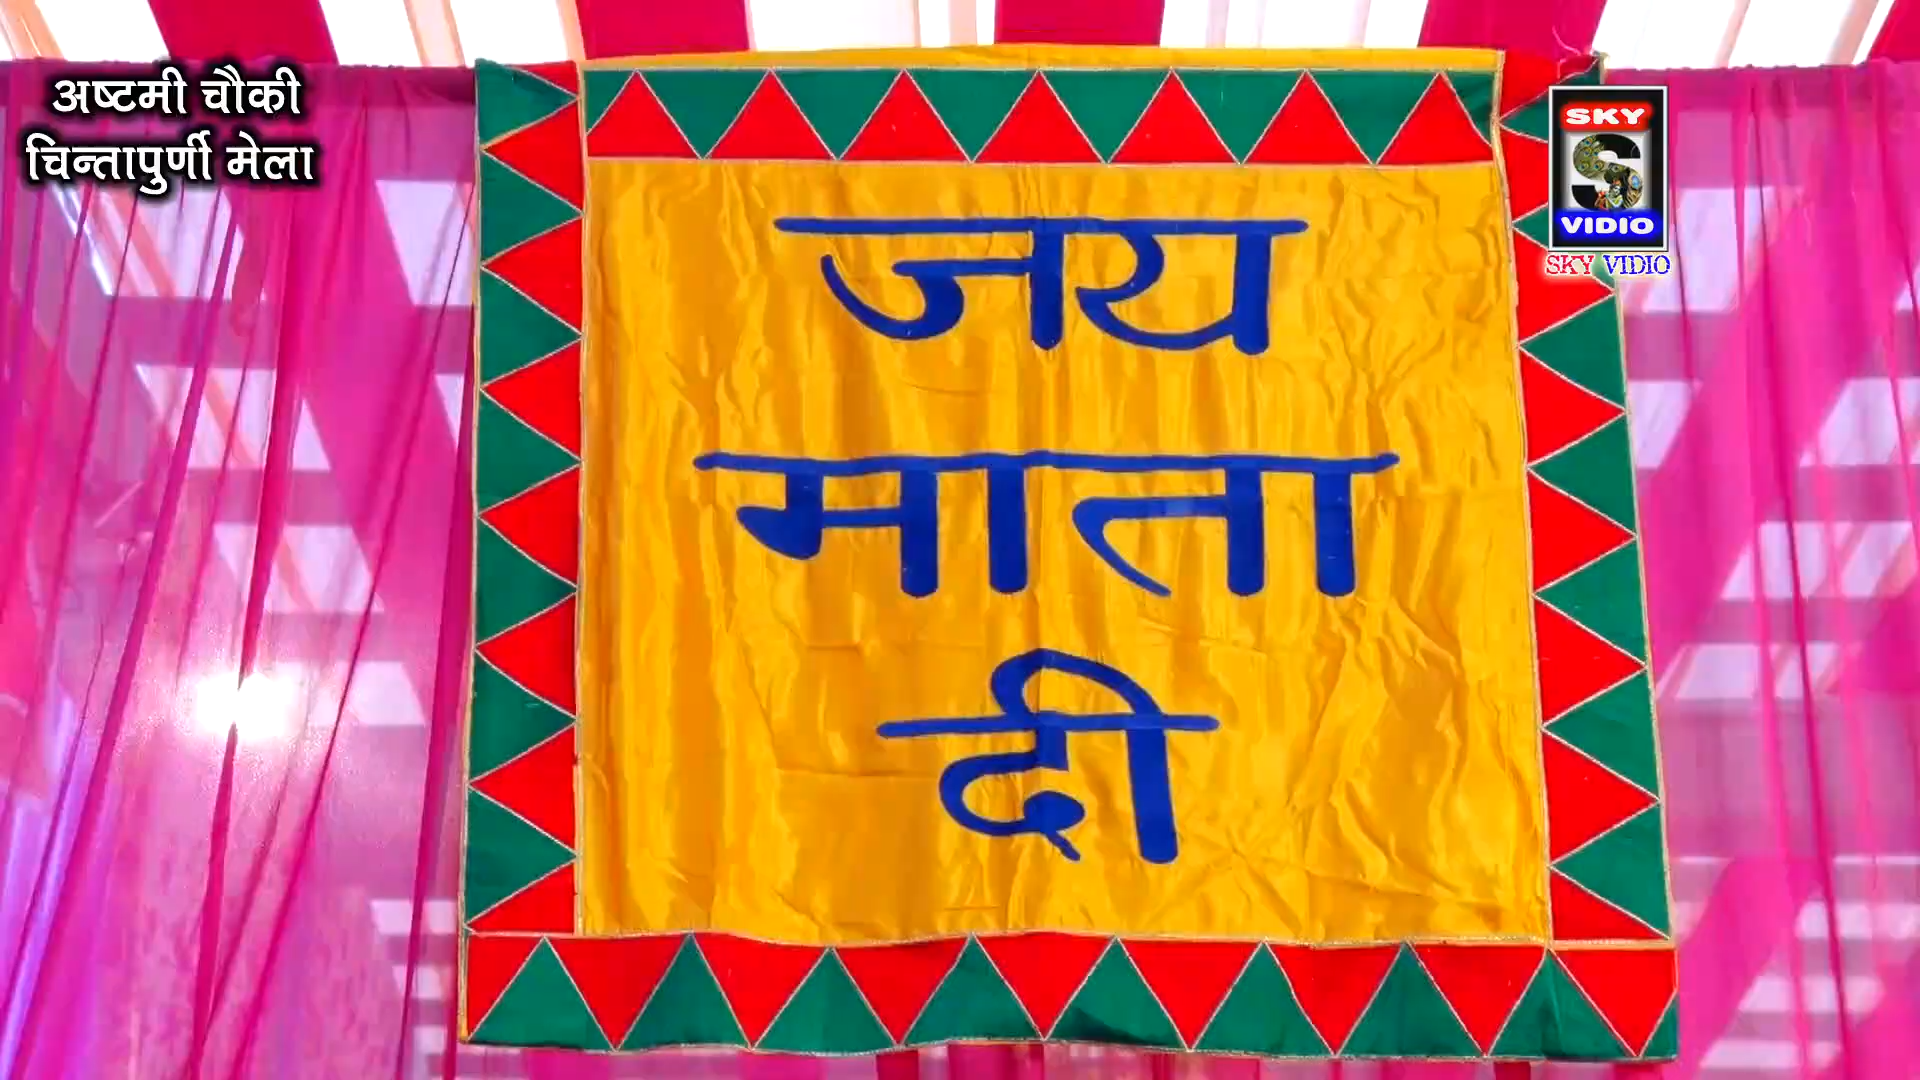 अष्टमी चौकी
चिन्तापुर्णी मेला
SKY
S
VIDIO
SKY VIDIO
जय
माता
दी